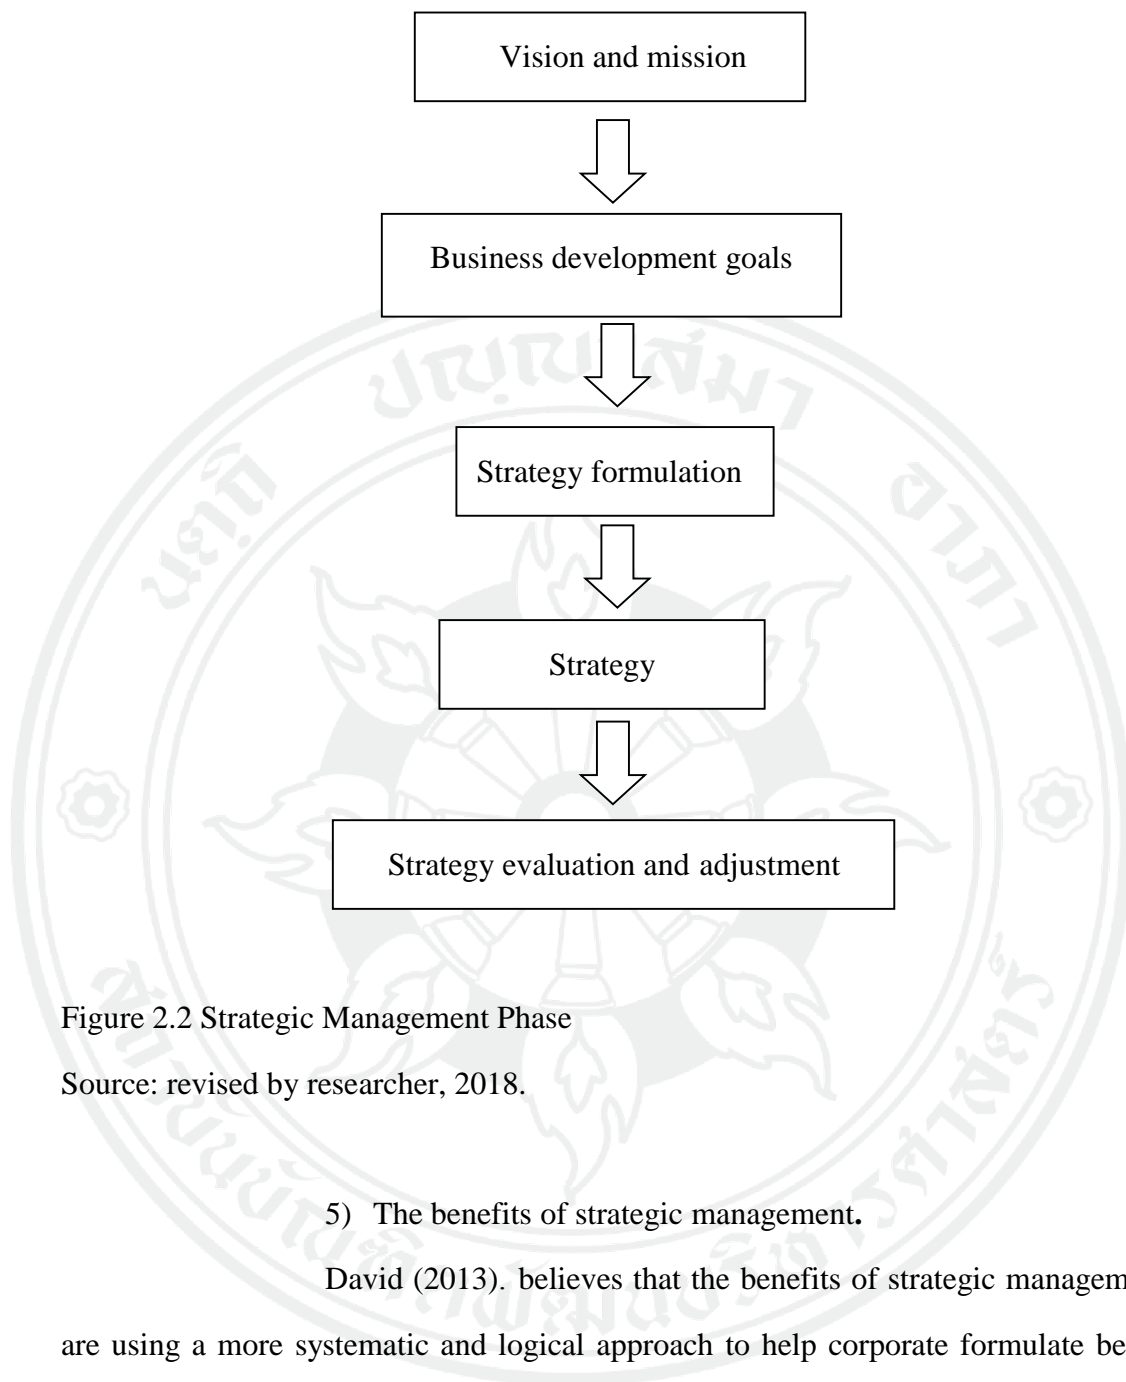 Vision and mission
Business development goals
Strategy formulation
Strategy
Strategy evaluation and adjustment
Figure 2.2 Strategic Management Phase
Source: revised by researcher, 2018.
5) The benefits of strategic management.
David (2013). believes that the benefits of strategic managem
are using a more systematic and logical approach to help corporate formulate be